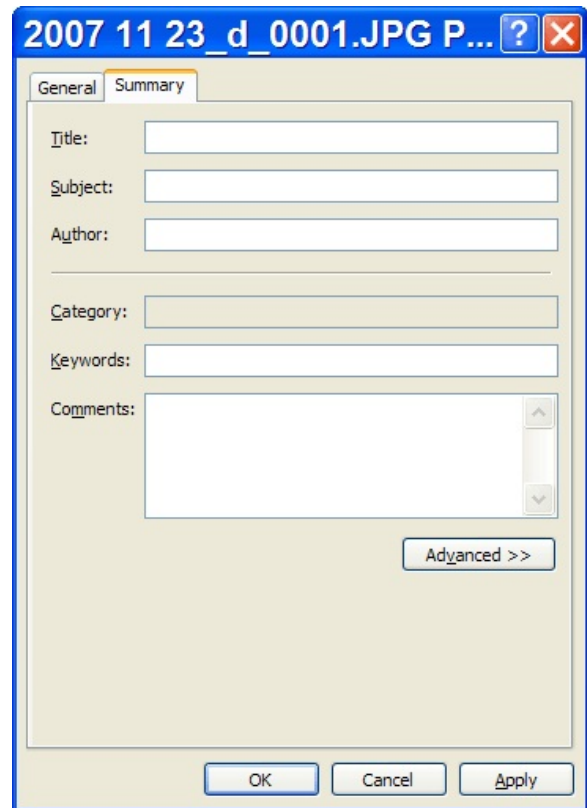 2007 11 23_d_0001.JPG P... ?
General Summary
Title:
Subject:
Author:
Category:
Keywords:
Comments:
Advanced >>
OK Cancel Apply